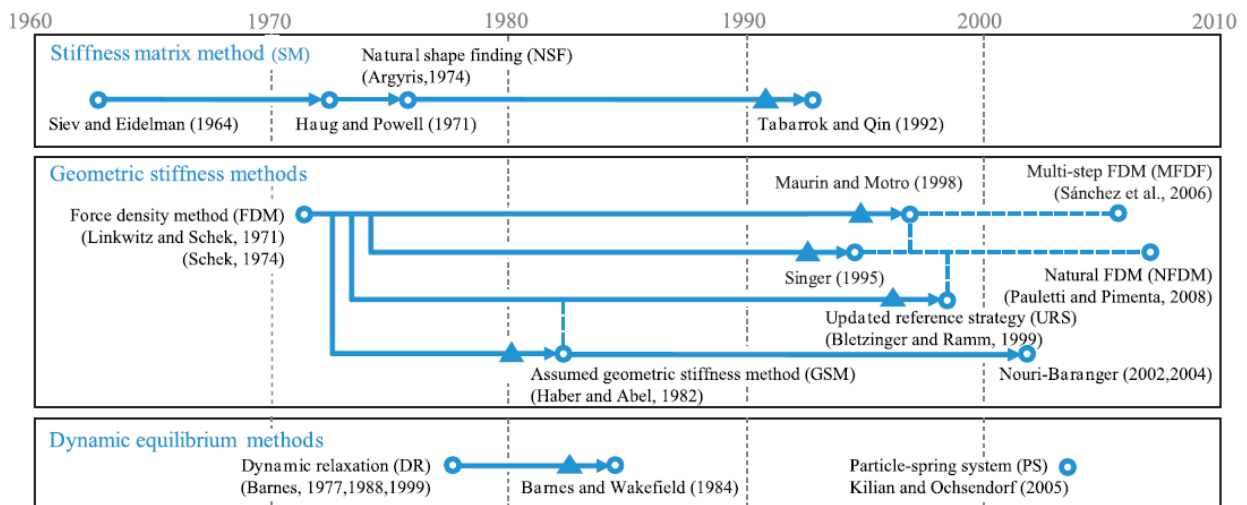 1960 1970 1980 1990 2000 2010
Stiffness matrix method (SM)
Natural shape finding (NSF)
(Argyris,1974)
Siev and Eidelman (1964)
Haug and Powell (1971)
Tabarrok and Qin (1992)
Geometric stiffness methods
Maurin and Motro (1998)
Multi-step FDM (MFDF)
(Sánchez et al., 2006)
Force density method (FDM)
(Linkwitz and Schek, 1971)
(Schek, 1974)
Singer (1995)
Natural FDM (NFDM)
(Pauletti and Pimenta, 2008)
Updated reference strategy (URS)
(Bletzinger and Ramm, 1999)
Assumed geometric stiffness method (GSM)
(Haber and Abel, 1982)
Nouri-Baranger (2002,2004)
Dynamic equilibrium methods
Dynamic relaxation (DR)
(Barnes, 1977,1988,1999)
Barnes and Wakefield (1984)
Particle-spring system (PS)
Kilian and Ochsendorf (2005)